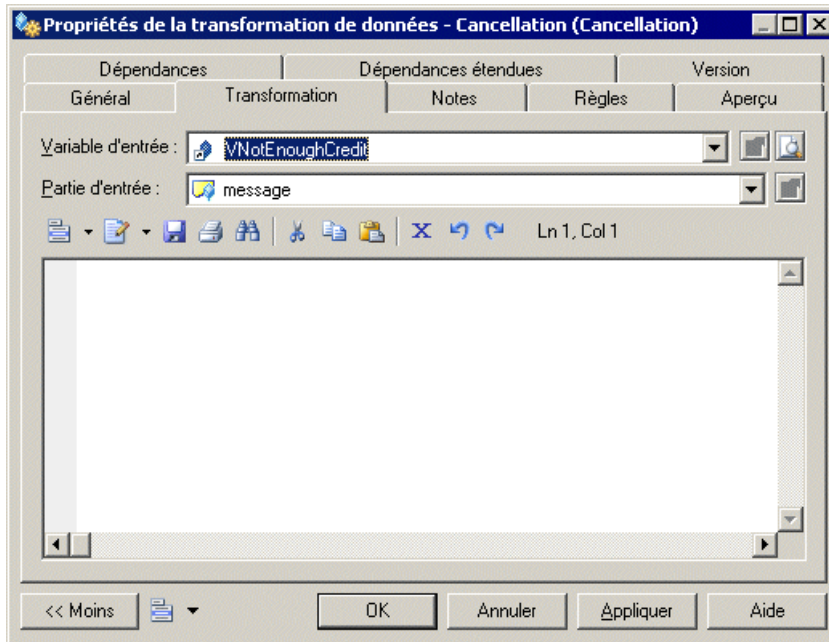 Propriétés de la transformation de données - Cancellation (Cancellation)
Dépendances Dépendances étendues Version
Général Transformation Notes Règles Aperçu
Variable d'entrée : VNotEnoughCredit
Partie d'entrée : message
Ln 1, Col 1
<< Moins OK Annuler Appliquer Aide